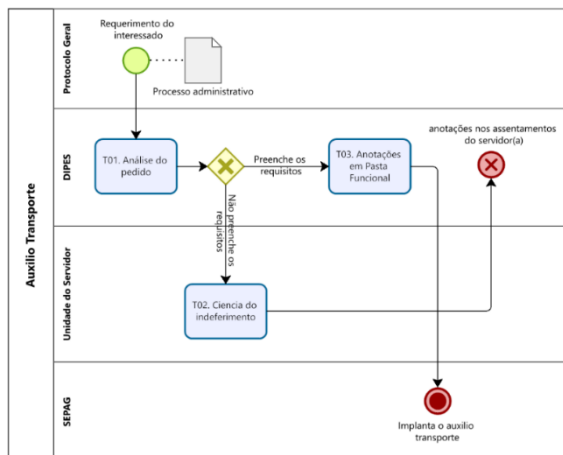 Auxilio Transporte
Protocolo Geral
Requerimento do
interessado
Processo administrativo
DIPES
T01. Análise do
pedido
Preenche os
requisitos
Não preenche os
requisitos
T03. Anotações
em Pasta
Funcional
anotações nos assentamentos
do servidor(a)
Unidade do Servidor
T02. Ciencia do
indeferimento
SEPAG
Implanta o auxilio
transporte